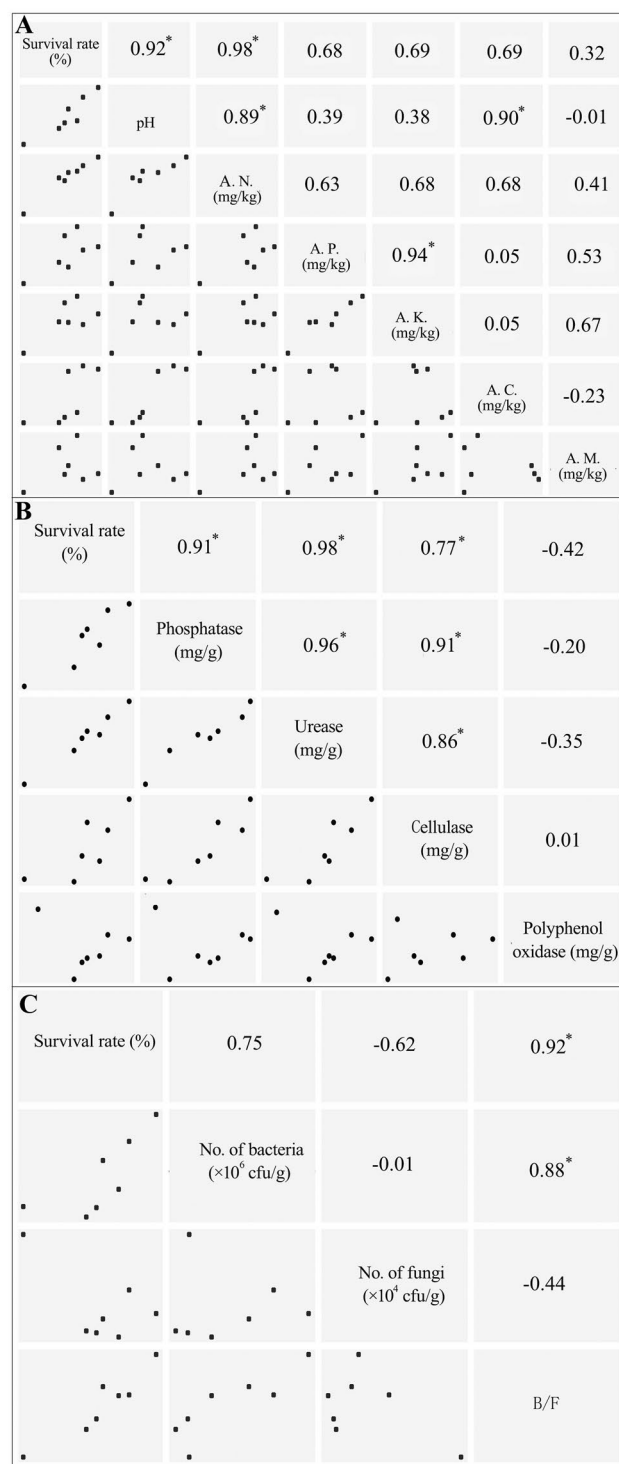 A
Survival rate (%) 0.92* 0.98* 0.68 0.69 0.69 0.32
pH 0.89* 0.39 0.38 0.90* -0.01
A. N. (mg/kg) 0.63 0.68 0.68 0.41
A. P. (mg/kg) 0.94* 0.05 0.53
A. K. (mg/kg) 0.05 0.67
A. C. (mg/kg) -0.23
A. M. (mg/kg)
B
Survival rate (%) 0.91* 0.98* 0.77* -0.42
Phosphatase (mg/g) 0.96* 0.91* -0.20
Urease (mg/g) 0.86* -0.35
Cellulase (mg/g) 0.01
Polyphenol oxidase (mg/g)
C
Survival rate (%) 0.75 -0.62 0.92*
No. of bacteria (×10⁶ cfu/g) -0.01 0.88*
No. of fungi (×10⁴ cfu/g) -0.44
B/F